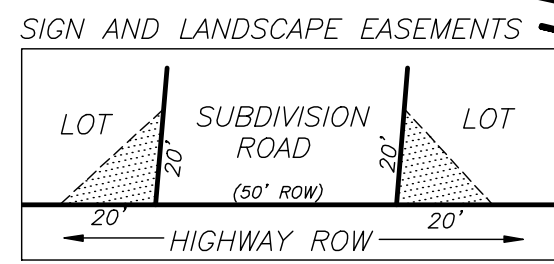 SIGN AND LANDSCAPE EASEMENTS
LOT
SUBDIVISION
ROAD
LOT
20'
20'
(50' ROW)
20'
20'
HIGHWAY ROW